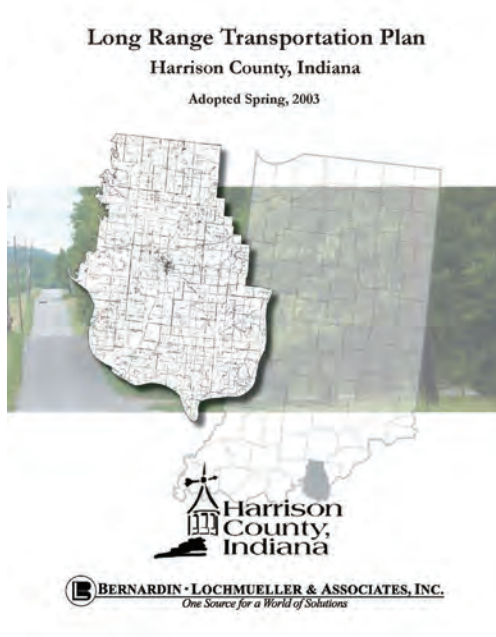 Long Range Transportation Plan
Harrison County, Indiana
Adopted Spring, 2003
Harrison
County,
Indiana
BERNARDIN • LOCHMUELLER & ASSOCIATES, INC.
One Source for a World of Solutions